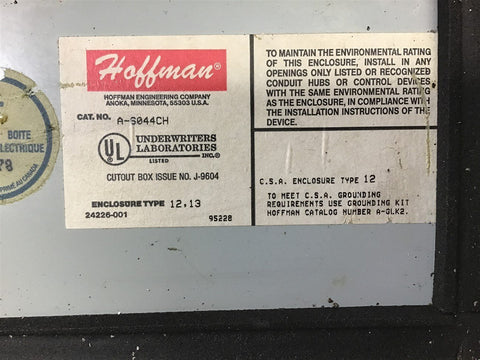 Hoffman®
HOFFMAN ENGINEERING COMPANY
ANOKA, MINNESOTA, 55303 U.S.A.
CAT. NO. A-6044CH
UL
UNDERWRITERS
LABORATORIES
INC.®
LISTED
CUTOUT BOX ISSUE NO. J-9604
ENCLOSURE TYPE 12,13
24226-001 95228
TO MAINTAIN THE ENVIRONMENTAL RATING
OF THIS ENCLOSURE, INSTALL IN ANY
OPENINGS ONLY LISTED OR RECOGNIZED
CONDUIT HUBS OR CONTROL DEVICES
WITH THE SAME ENVIRONMENTAL RATING
AS THE ENCLOSURE, IN COMPLIANCE WITH
THE INSTALLATION INSTRUCTIONS OF THE
DEVICE.
C.S.A. ENCLOSURE TYPE 12
TO MEET C.S.A. GROUNDING
REQUIREMENTS USE GROUNDING KIT
HOFFMAN CATALOG NUMBER A-GLK2.
BOITE
78
AU CANADA